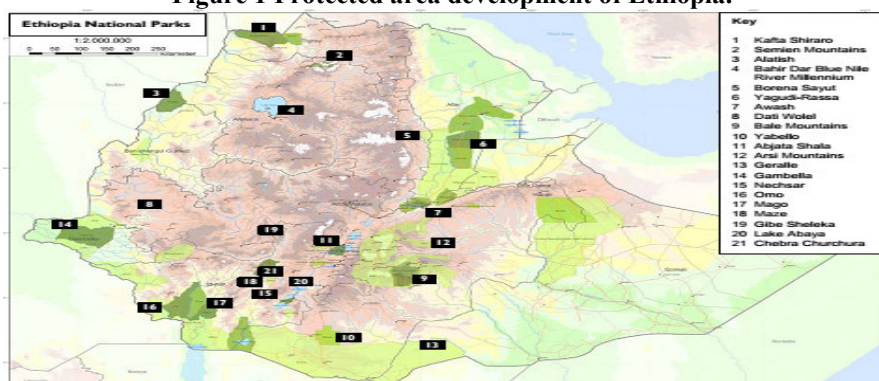 Figure 1 Protected area development of Ethiopia.
Ethiopia National Parks
1:2.000.000
0 50 100 150 200 250
Key
1 Kafta Shiraro
2 Semien Mountains
3 Alatish
4 Bahir Dar Blue Nile
River Millennium
5 Borena Sayut
6 Yagudi-Rassa
7 Awash
8 Dati Wolel
9 Bale Mountains
10 Yabello
11 Abjata Shala
12 Arsi Mountains
13 Geralle
14 Gambella
15 Nechsar
16 Omo
17 Mago
18 Maze
19 Gibe Sheleka
20 Lake Abaya
21 Chebra Churchura
1
2
3
4
5
6
7
8
9
10
11
12
13
14
15
16
17
18
19
20
21